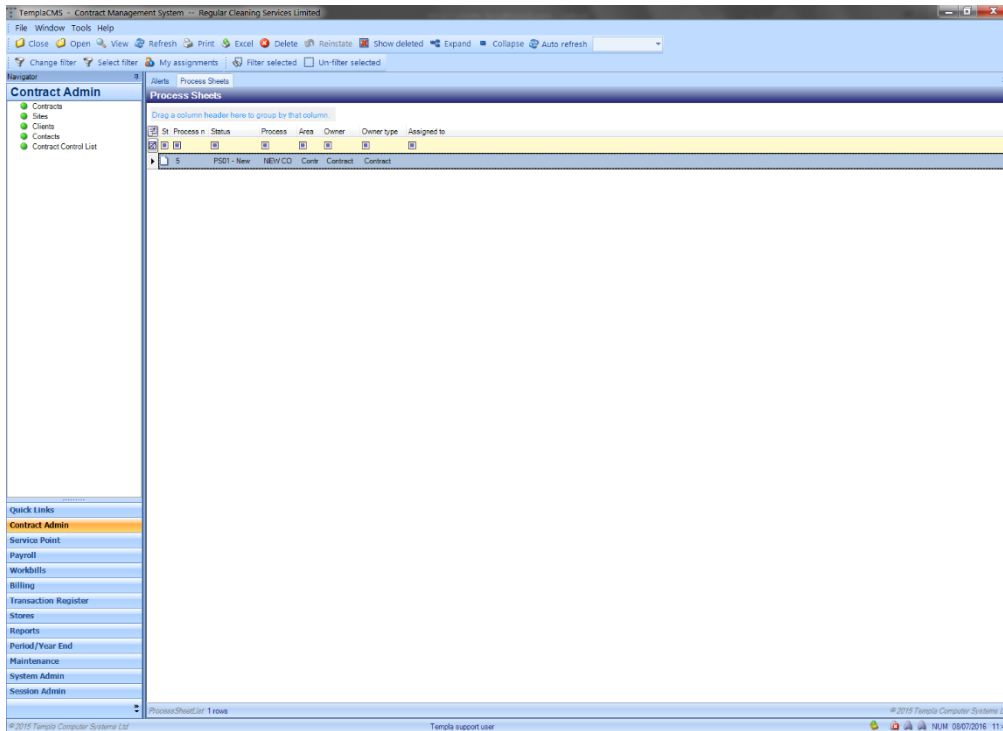 TemplaCMS - Contract Management System -- Regular Cleaning Services Limited
File Window Tools Help
Close Open View Refresh Print Excel Delete Reinstate Show deleted Expand Collapse Auto refresh
Change filter Select filter My assignments Filter selected Un-filter selected
Navigator
Contract Admin
Contracts
Sites
Clients
Contacts
Contract Control List
Quick Links
Contract Admin
Service Point
Payroll
Workbills
Billing
Transaction Register
Stores
Reports
Period/Year End
Maintenance
System Admin
Session Admin
Alerts Process Sheets
Process Sheets
Drag a column header here to group by that column.
St Process n Status Process Area Owner Owner type Assigned to
5 PS01 - New NEW CO Contr Contract Contract
ProcessSheetList 1 rows
© 2015 Templa Computer Systems L
© 2015 Templa Computer Systems Ltd
Templa support user
NUM 08/07/2016 11:4